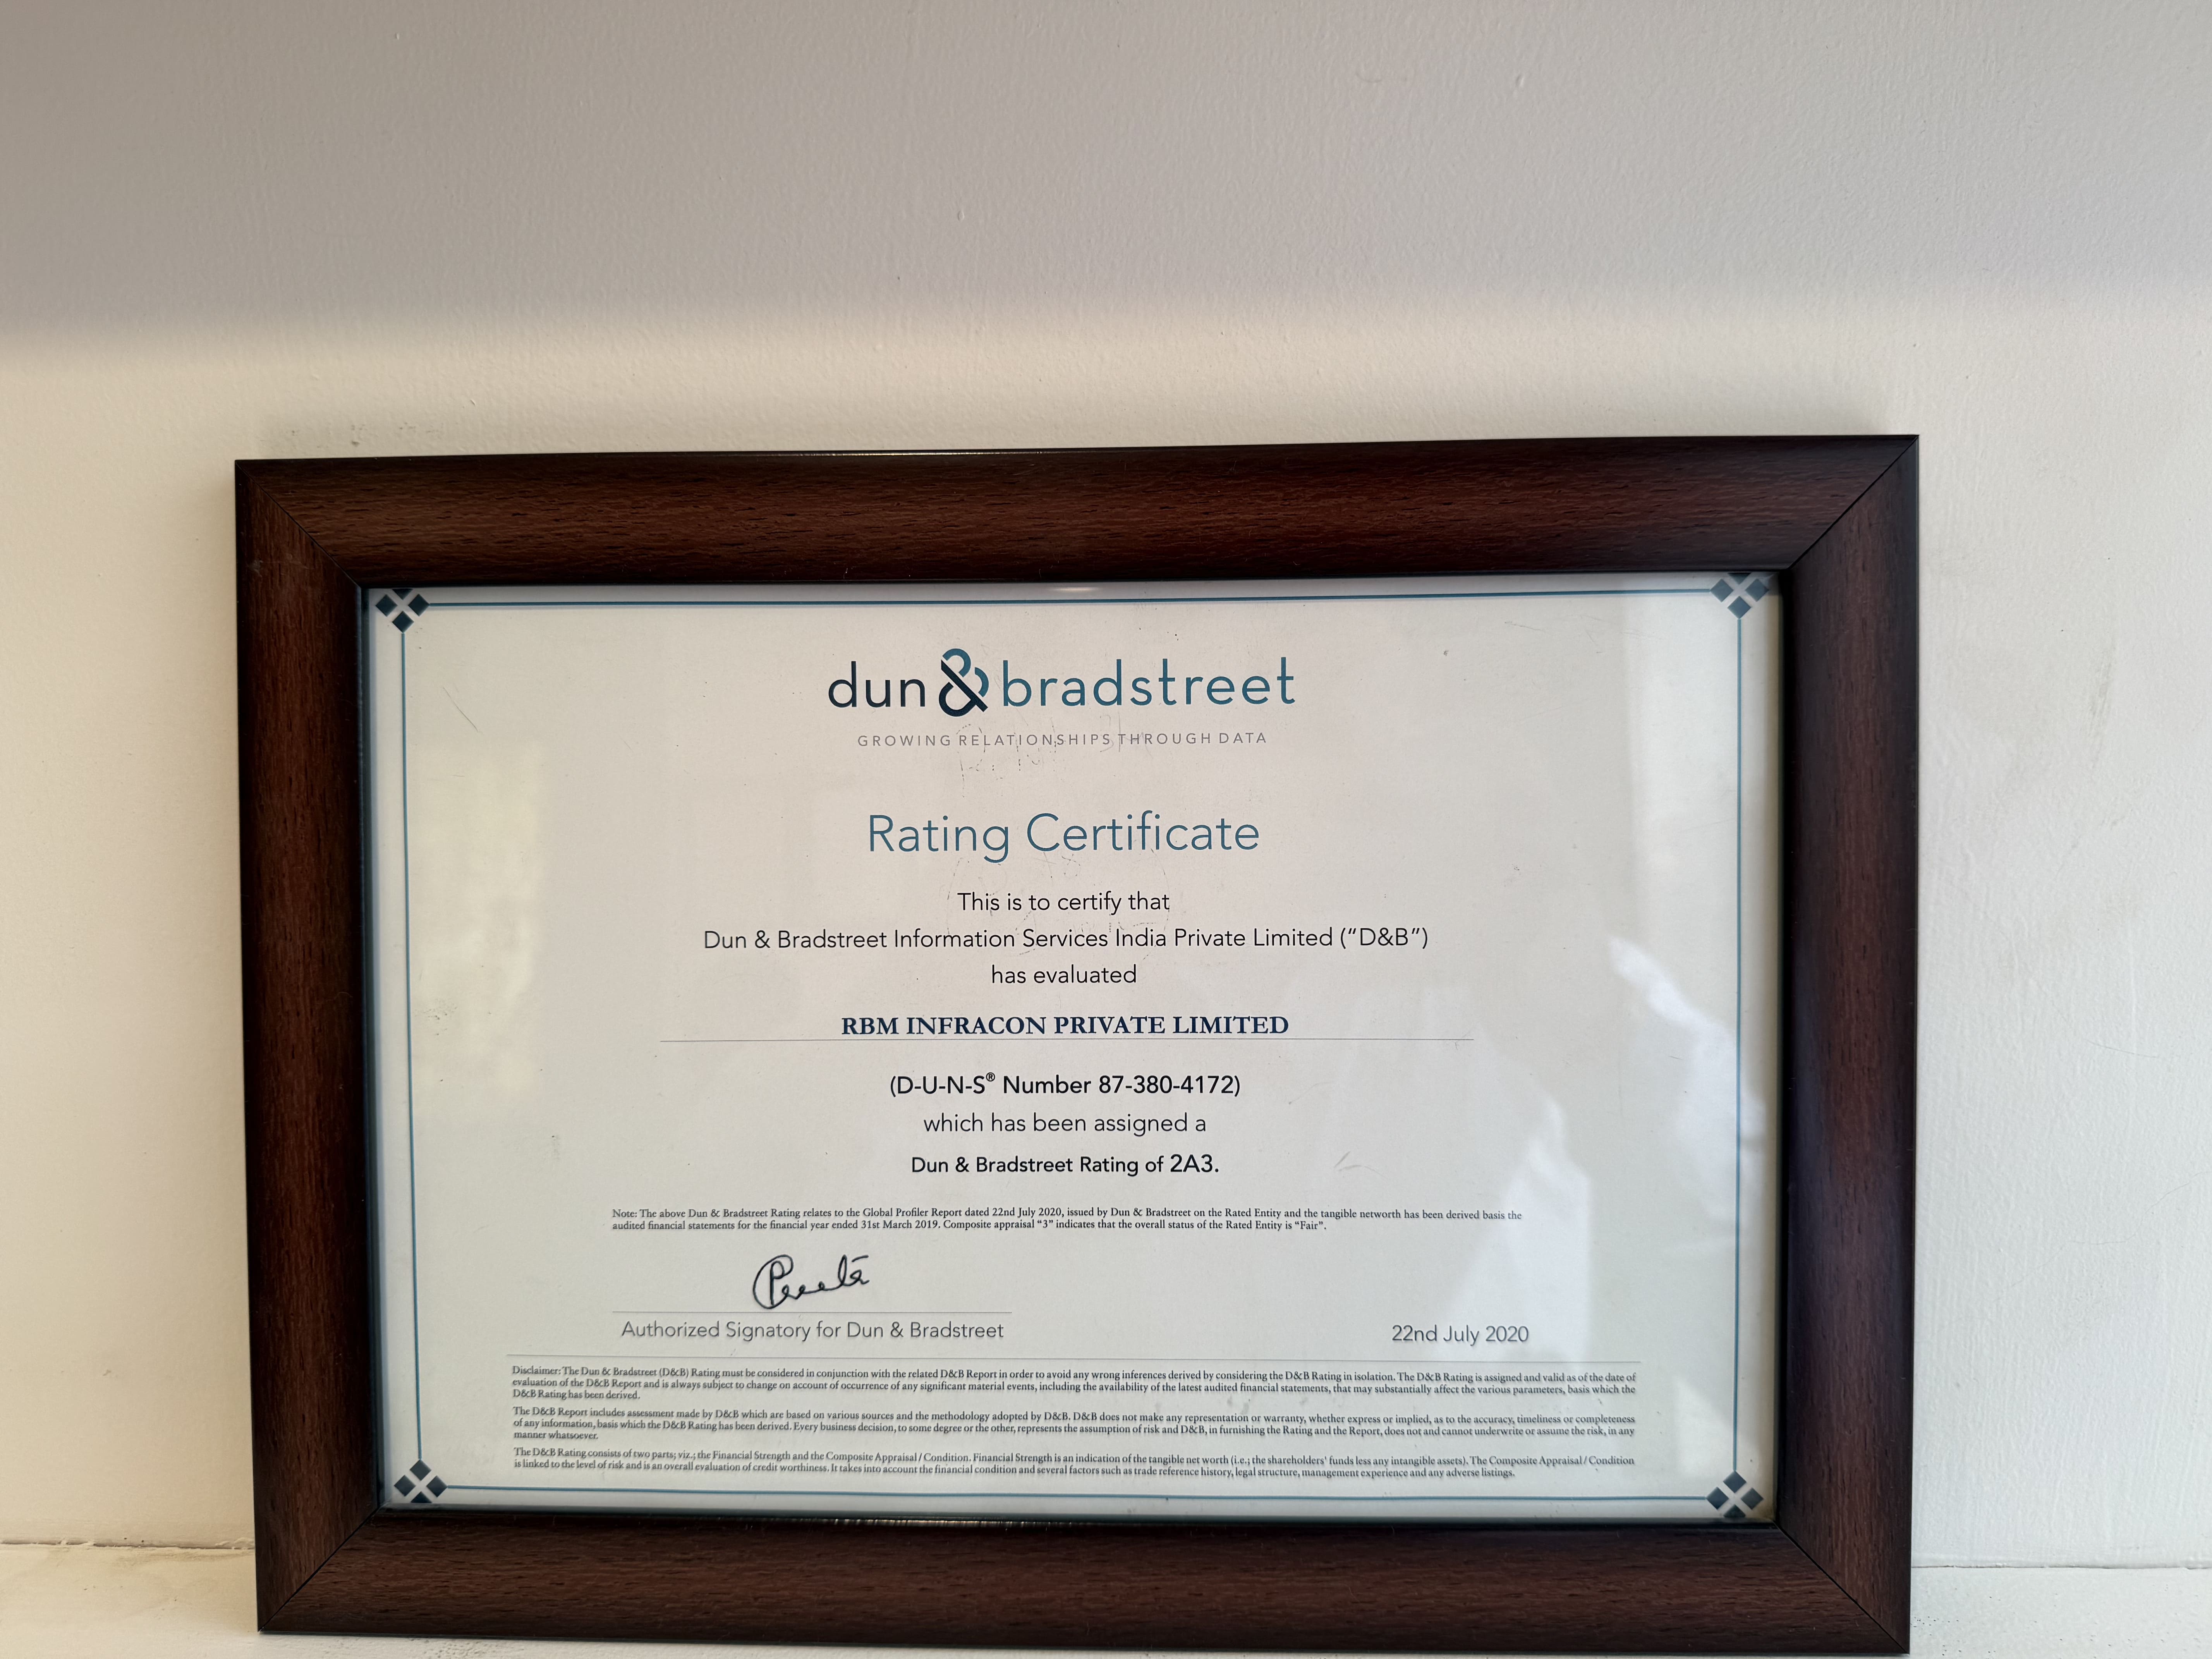 dun & bradstreet
GROWING RELATIONSHIPS THROUGH DATA
Rating Certificate
This is to certify that
Dun & Bradstreet Information Services India Private Limited (“D&B”)
has evaluated
RBM INFRACON PRIVATE LIMITED
(D-U-N-S® Number 87-380-4172)
which has been assigned a
Dun & Bradstreet Rating of 2A3.
Note: The above Dun & Bradstreet Rating relates to the Global Profiler Report dated 22nd July 2020, issued by Dun & Bradstreet on the Rated Entity and the tangible networth has been derived basis the
audited financial statements for the financial year ended 31st March 2019. Composite appraisal “3” indicates that the overall status of the Rated Entity is “Fair”.
Authorized Signatory for Dun & Bradstreet
22nd July 2020
Disclaimer: The Dun & Bradstreet (D&B) Rating must be considered in conjunction with the related D&B Report in order to avoid any wrong inferences derived by considering the D&B Rating in isolation. The D&B Rating is assigned and valid as of the date of
evaluation of the D&B Report and is always subject to change on account of occurrence of any significant material events, including the availability of the latest audited financial statements, that may substantially affect the various parameters, basis which the
D&B Rating has been derived.
The D&B Report includes assessment made by D&B which are based on various sources and the methodology adopted by D&B. D&B does not make any representation or warranty, whether express or implied, as to the accuracy, timeliness or completeness
of any information, basis which the D&B Rating has been derived. Every business decision, to some degree or the other, represents the assumption of risk and D&B, in furnishing the Rating and the Report, does not and cannot underwrite or assume the risk, in any
manner whatsoever.
The D&B Rating consists of two parts; viz.; the Financial Strength and the Composite Appraisal / Condition. Financial Strength is an indication of the tangible net worth (i.e.; the shareholders' funds less any intangible assets). The Composite Appraisal / Condition
is linked to the level of risk and is an overall evaluation of credit worthiness. It takes into account the financial condition and several factors such as trade reference history, legal structure, management experience and any adverse listings.